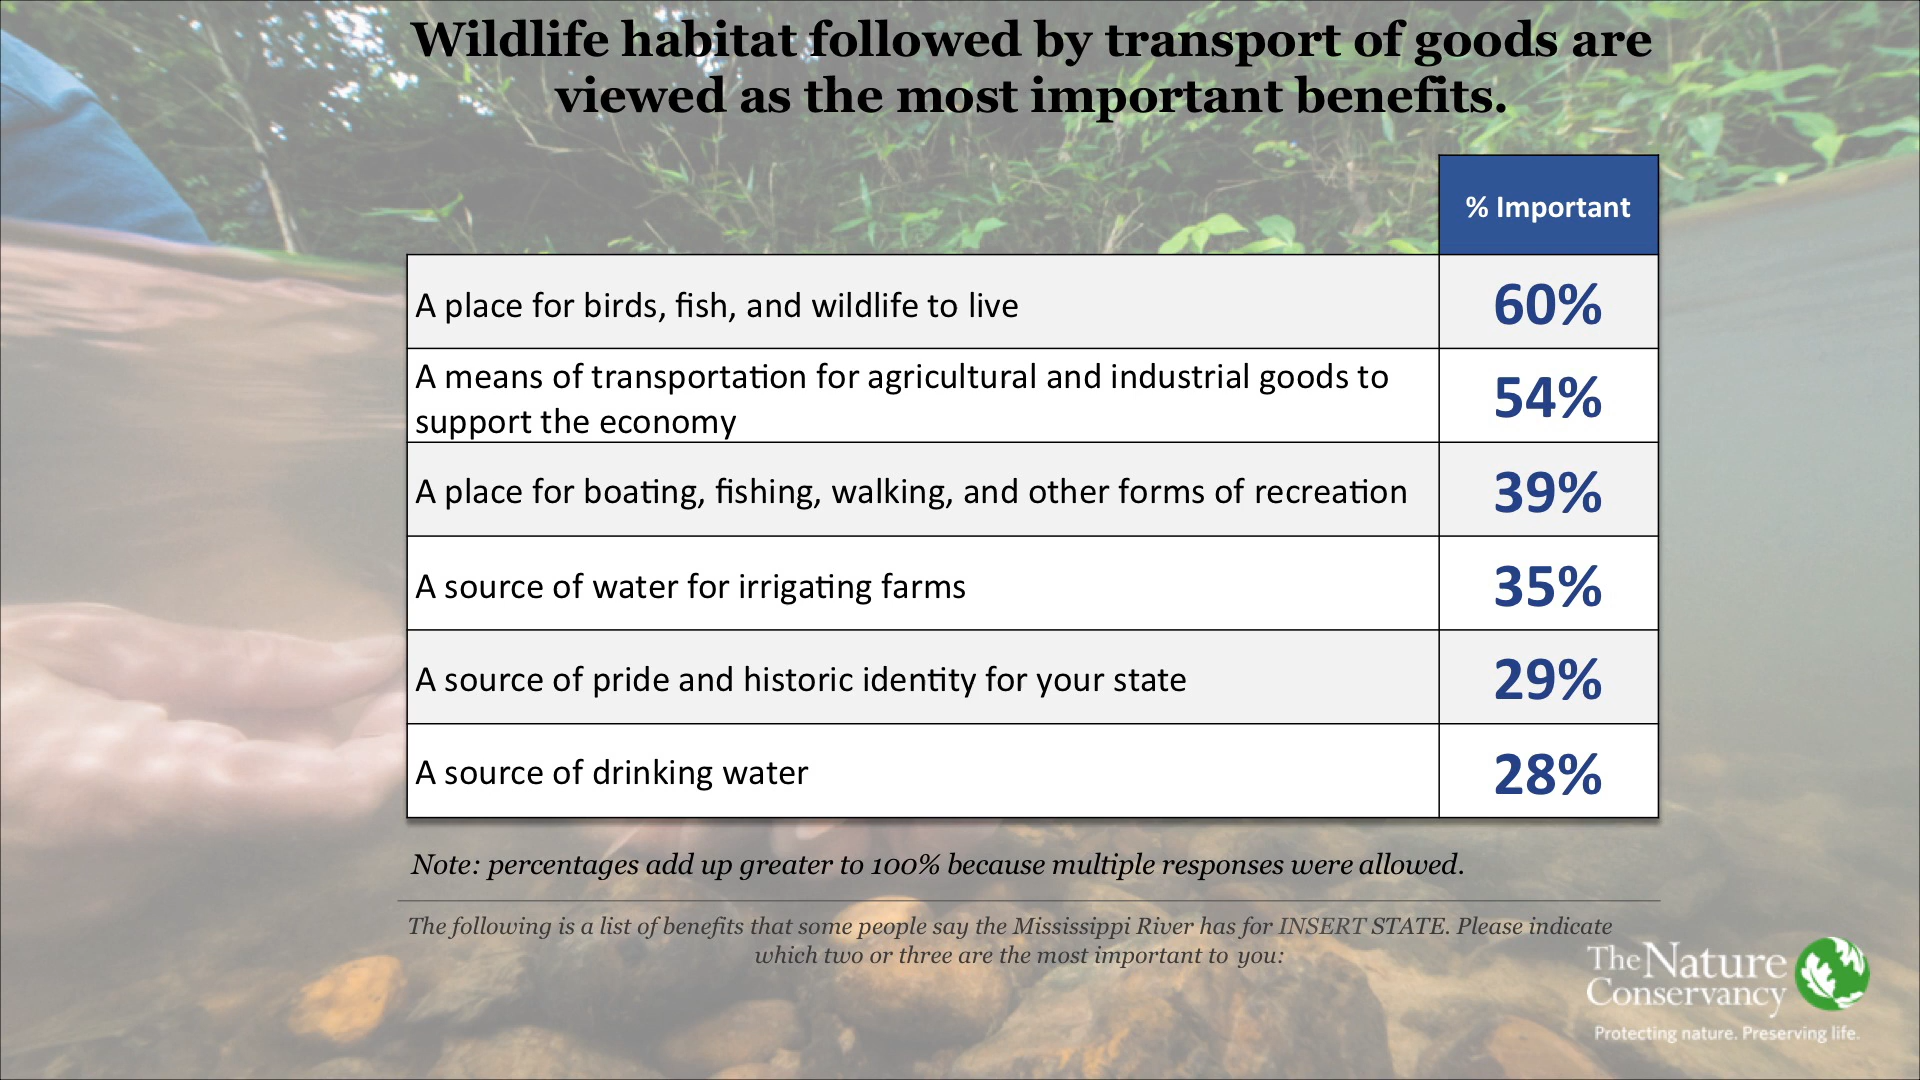 Wildlife habitat followed by transport of goods are
viewed as the most important benefits.
% Important
A place for birds, fish, and wildlife to live
60%
A means of transportation for agricultural and industrial goods to
support the economy
54%
A place for boating, fishing, walking, and other forms of recreation
39%
A source of water for irrigating farms
35%
A source of pride and historic identity for your state
29%
A source of drinking water
28%
Note: percentages add up greater to 100% because multiple responses were allowed.
The following is a list of benefits that some people say the Mississippi River has for INSERT STATE. Please indicate
which two or three are the most important to you:
The Nature
Conservancy
Protecting nature. Preserving life.